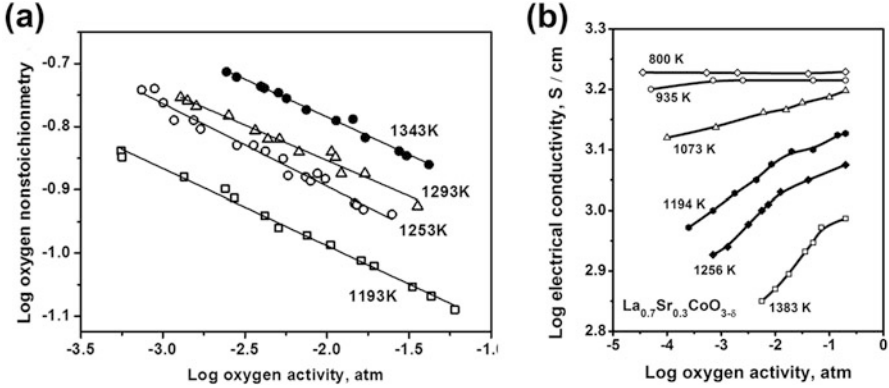 (a)
Log oxygen nonstoichionmetry
-0.7
-0.8
-0.9
-1.0
-1.1
1343K
1293K
1253K
1193K
-3.5
-3.0
-2.5
-2.0
-1.5
-1.0
Log oxygen activity, atm
(b)
Log electrical conductivity, S / cm
3.3
3.2
3.1
3.0
2.9
2.8
800 K
935 K
1073 K
1194 K
1256 K
1383 K
La0.7Sr0.3CoO3-δ
-5
-4
-3
-2
-1
0
Log oxygen activity, atm